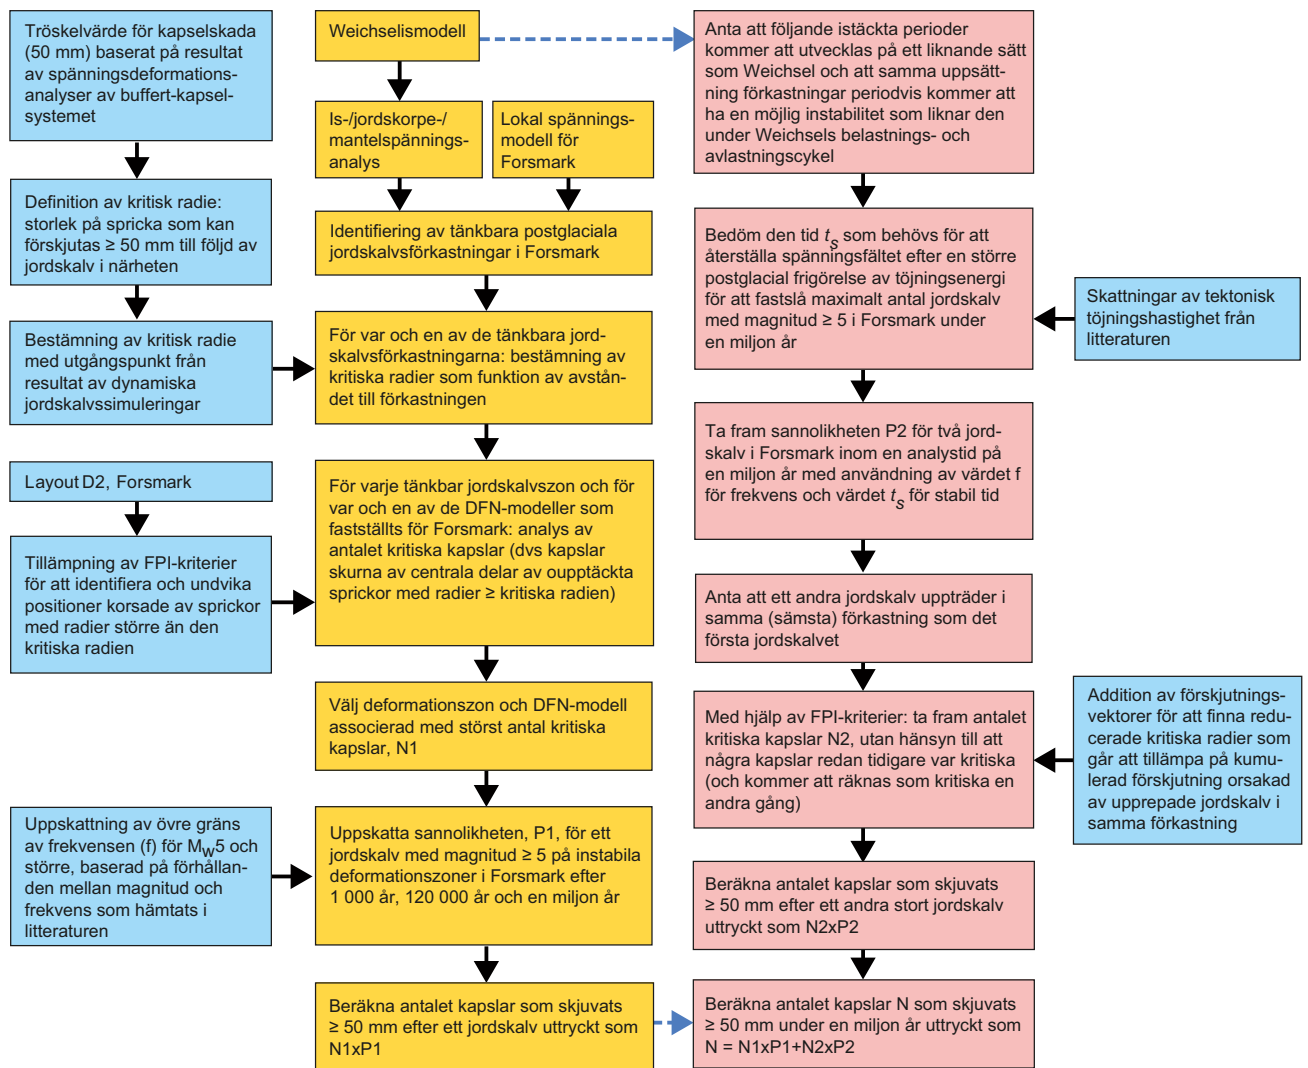 Tröskelvärde för kapselskada
(50 mm) baserat på resultat
av spänningsdeformations-
analyser av buffert-kapsel-
systemet
Definition av kritisk radie:
storlek på spricka som kan
förskjutas ≥ 50 mm till följd av
jordskalv i närheten
Bestämning av kritisk radie
med utgångspunkt från
resultat av dynamiska
jordskalvssimuleringar
Layout D2, Forsmark
Tillämpning av FPI-kriterier
för att identifiera och undvika
positioner korsade av sprickor
med radier större än den
kritiska radien
Uppskattning av övre gräns
av frekvensen (f) för MW5 och
större, baserad på förhållan-
den mellan magnitud och
frekvens som hämtats i
litteraturen
Weichselismodell
Is-/jordskorpe-/
mantelspännings-
analys
Lokal spännings-
modell för
Forsmark
Identifiering av tänkbara postglaciala
jordskalvsförkastningar i Forsmark
För var och en av de tänkbara jord-
skalvsförkastningarna: bestämning av
kritiska radier som funktion av avstån-
det till förkastningen
För varje tänkbar jordskalvszon och för
var och en av de DFN-modeller som
fastställts för Forsmark: analys av
antalet kritiska kapslar (dvs kapslar
skurna av centrala delar av oupptäckta
sprickor med radier ≥ kritiska radien)
Välj deformationszon och DFN-modell
associerad med störst antal kritiska
kapslar, N1
Uppskatta sannolikheten, P1, för ett
jordskalv med magnitud ≥ 5 på instabila
deformationszoner i Forsmark efter
1 000 år, 120 000 år och en miljon år
Beräkna antalet kapslar som skjuvats
≥ 50 mm efter ett jordskalv uttryckt som
N1xP1
Anta att följande istäckta perioder
kommer att utvecklas på ett liknande sätt
som Weichsel och att samma uppsätt-
ning förkastningar periodvis kommer att
ha en möjlig instabilitet som liknar den
under Weichsels belastnings- och
avlastningscykel
Bedöm den tid ts som behövs för att
återställa spänningsfältet efter en större
postglacial frigörelse av töjningsenergi
för att fastslå maximalt antal jordskalv
med magnitud ≥ 5 i Forsmark under
en miljon år
Ta fram sannolikheten P2 för två jord-
skalv i Forsmark inom en analystid på
en miljon år med användning av värdet f
för frekvens och värdet ts för stabil tid
Anta att ett andra jordskalv uppträder i
samma (sämsta) förkastning som det
första jordskalvet
Med hjälp av FPI-kriterier: ta fram antalet
kritiska kapslar N2, utan hänsyn till att
några kapslar redan tidigare var kritiska
(och kommer att räknas som kritiska en
andra gång)
Beräkna antalet kapslar som skjuvats
≥ 50 mm efter ett andra stort jordskalv
uttryckt som N2xP2
Beräkna antalet kapslar N som skjuvats
≥ 50 mm under en miljon år uttryckt som
N = N1xP1+N2xP2
Skattningar av tektonisk
töjningshastighet från
litteraturen
Addition av förskjutnings-
vektorer för att finna redu-
cerade kritiska radier som
går att tillämpa på kumu-
lerad förskjutning orsakad
av upprepade jordskalv i
samma förkastning